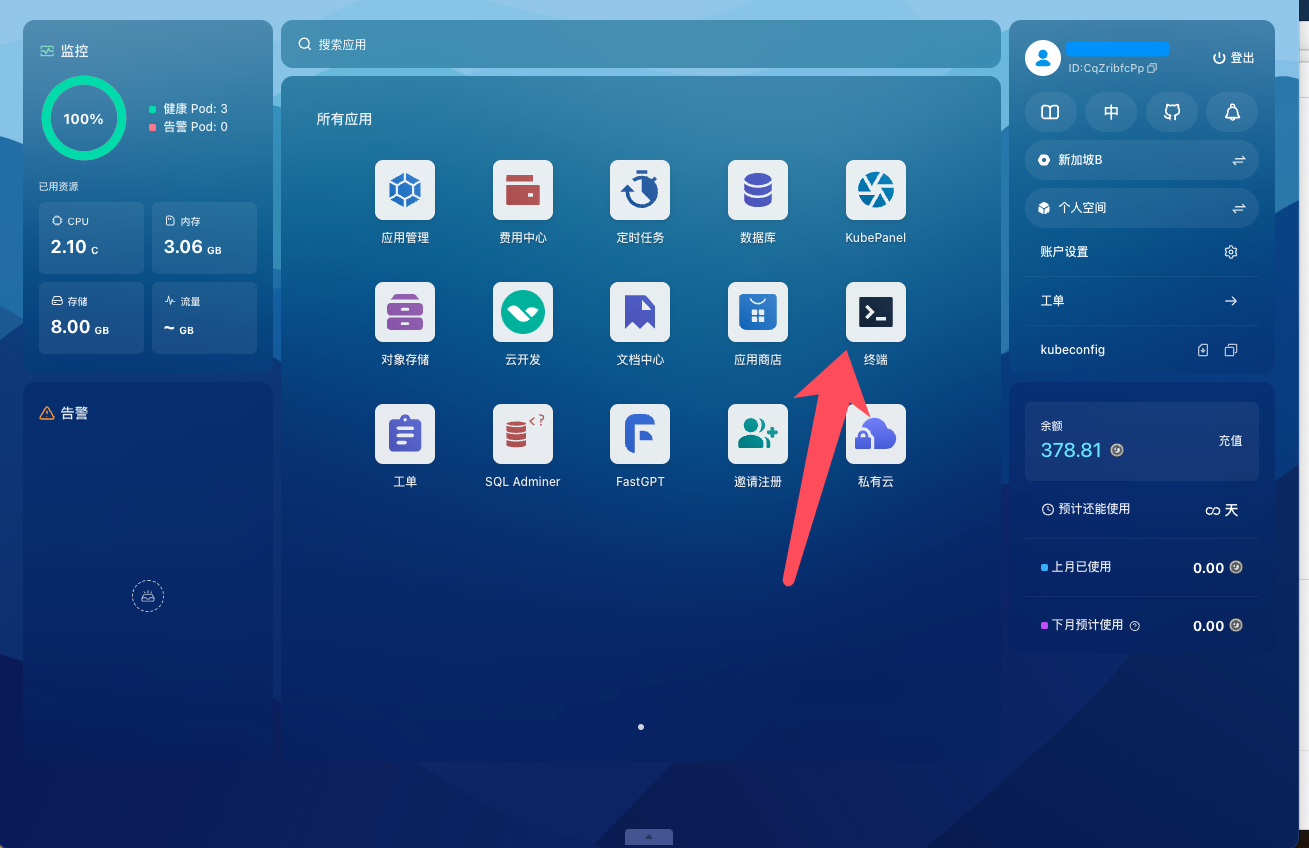 监控
100%
健康 Pod: 3
告警 Pod: 0
已用资源
CPU
2.10 C
内存
3.06 GB
存储
8.00 GB
流量
~ GB
告警
搜索应用
所有应用
应用管理
费用中心
定时任务
数据库
KubePanel
对象存储
云开发
文档中心
应用商店
终端
工单
SQL Adminer
FastGPT
邀请注册
私有云
ID:CqZribfcPp
登出
中
新加坡B
个人空间
账户设置
工单
kubeconfig
余额
378.81
充值
预计还能使用
∞ 天
上月已使用
0.00
下月预计使用
0.00